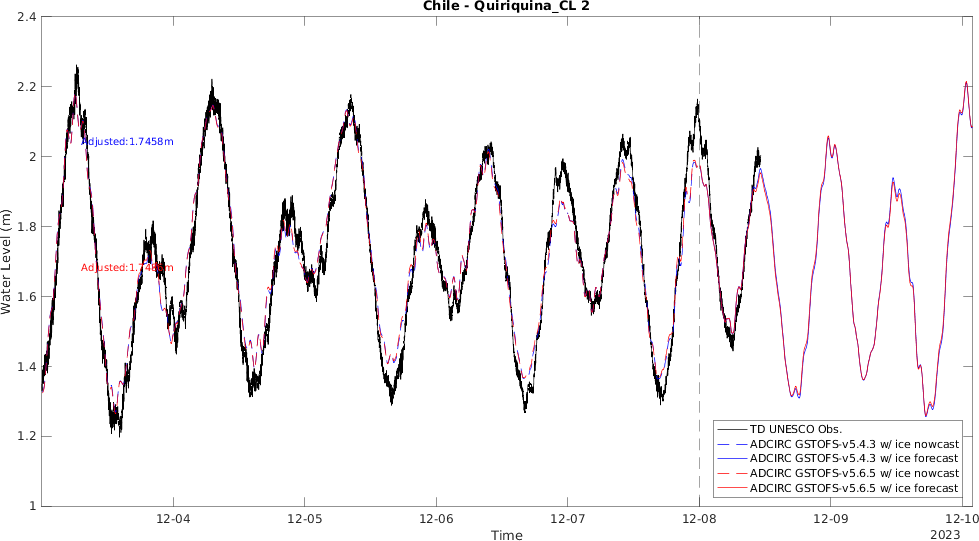 Chile - Quiriquina_CL 2
2.4
2.2
2
1.8
1.6
1.4
1.2
1
Water Level (m)
Adjusted:1.7458m
12-04
12-05
12-06
12-07
12-08
12-09
12-10
Time
2023
TD UNESCO Obs.
ADCIRC GSTOFS-v5.4.3 w/ ice nowcast
ADCIRC GSTOFS-v5.4.3 w/ ice forecast
ADCIRC GSTOFS-v5.6.5 w/ ice nowcast
ADCIRC GSTOFS-v5.6.5 w/ ice forecast